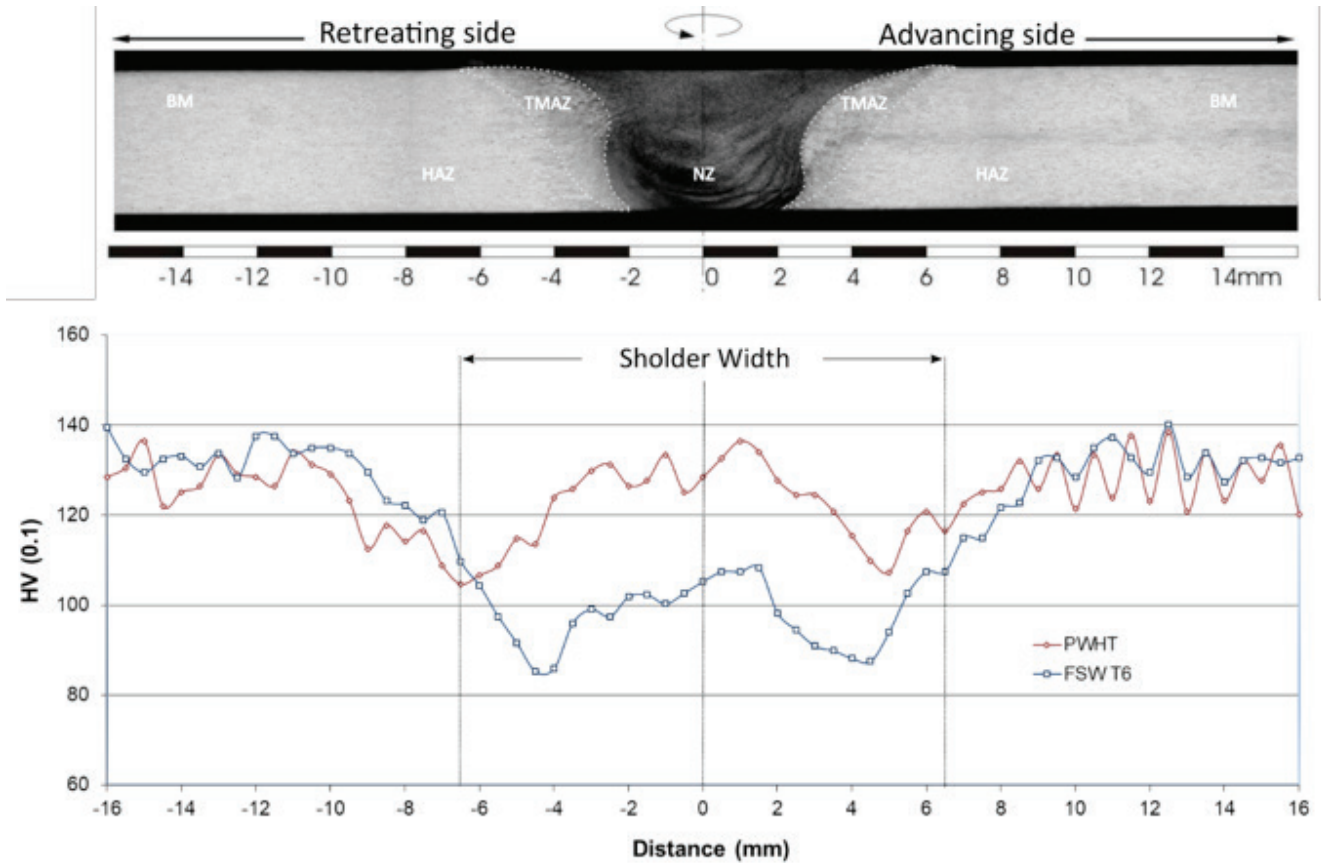 Retreating side Advancing side
BM TMAZ TMAZ BM
HAZ NZ HAZ
-14 -12 -10 -8 -6 -4 -2 0 2 4 6 8 10 12 14mm
160
Sholder Width
140
120
HV (0.1)
100
PWHT
FSW T6
80
60
-16 -14 -12 -10 -8 -6 -4 -2 0 2 4 6 8 10 12 14 16
Distance (mm)